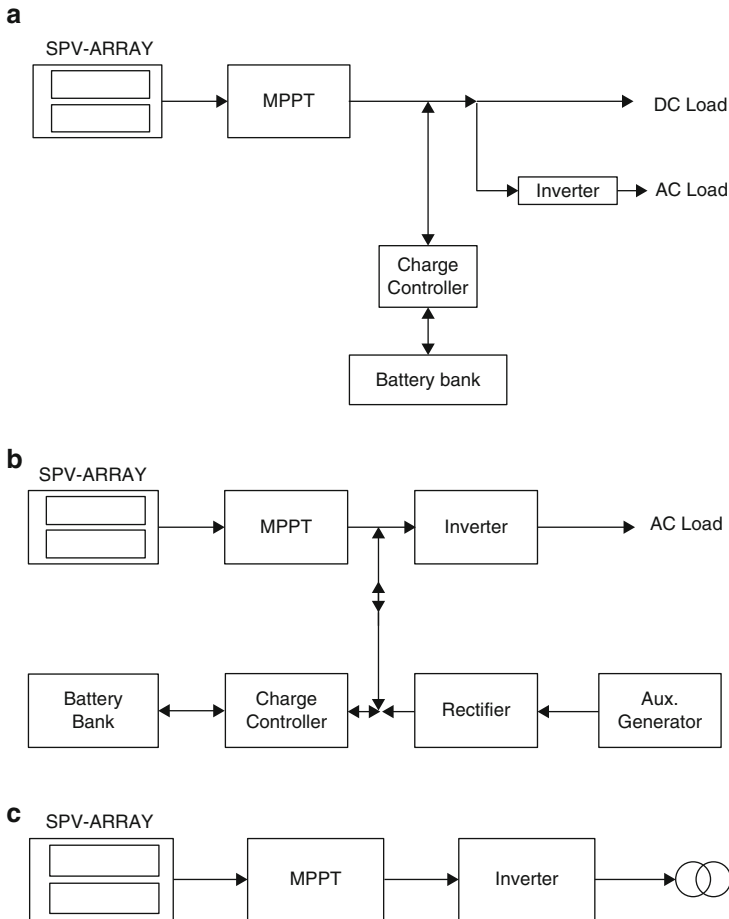 a
SPV-ARRAY
MPPT
DC Load
Inverter
AC Load
Charge
Controller
Battery bank
b
SPV-ARRAY
MPPT
Inverter
AC Load
Battery
Bank
Charge
Controller
Rectifier
Aux.
Generator
c
SPV-ARRAY
MPPT
Inverter